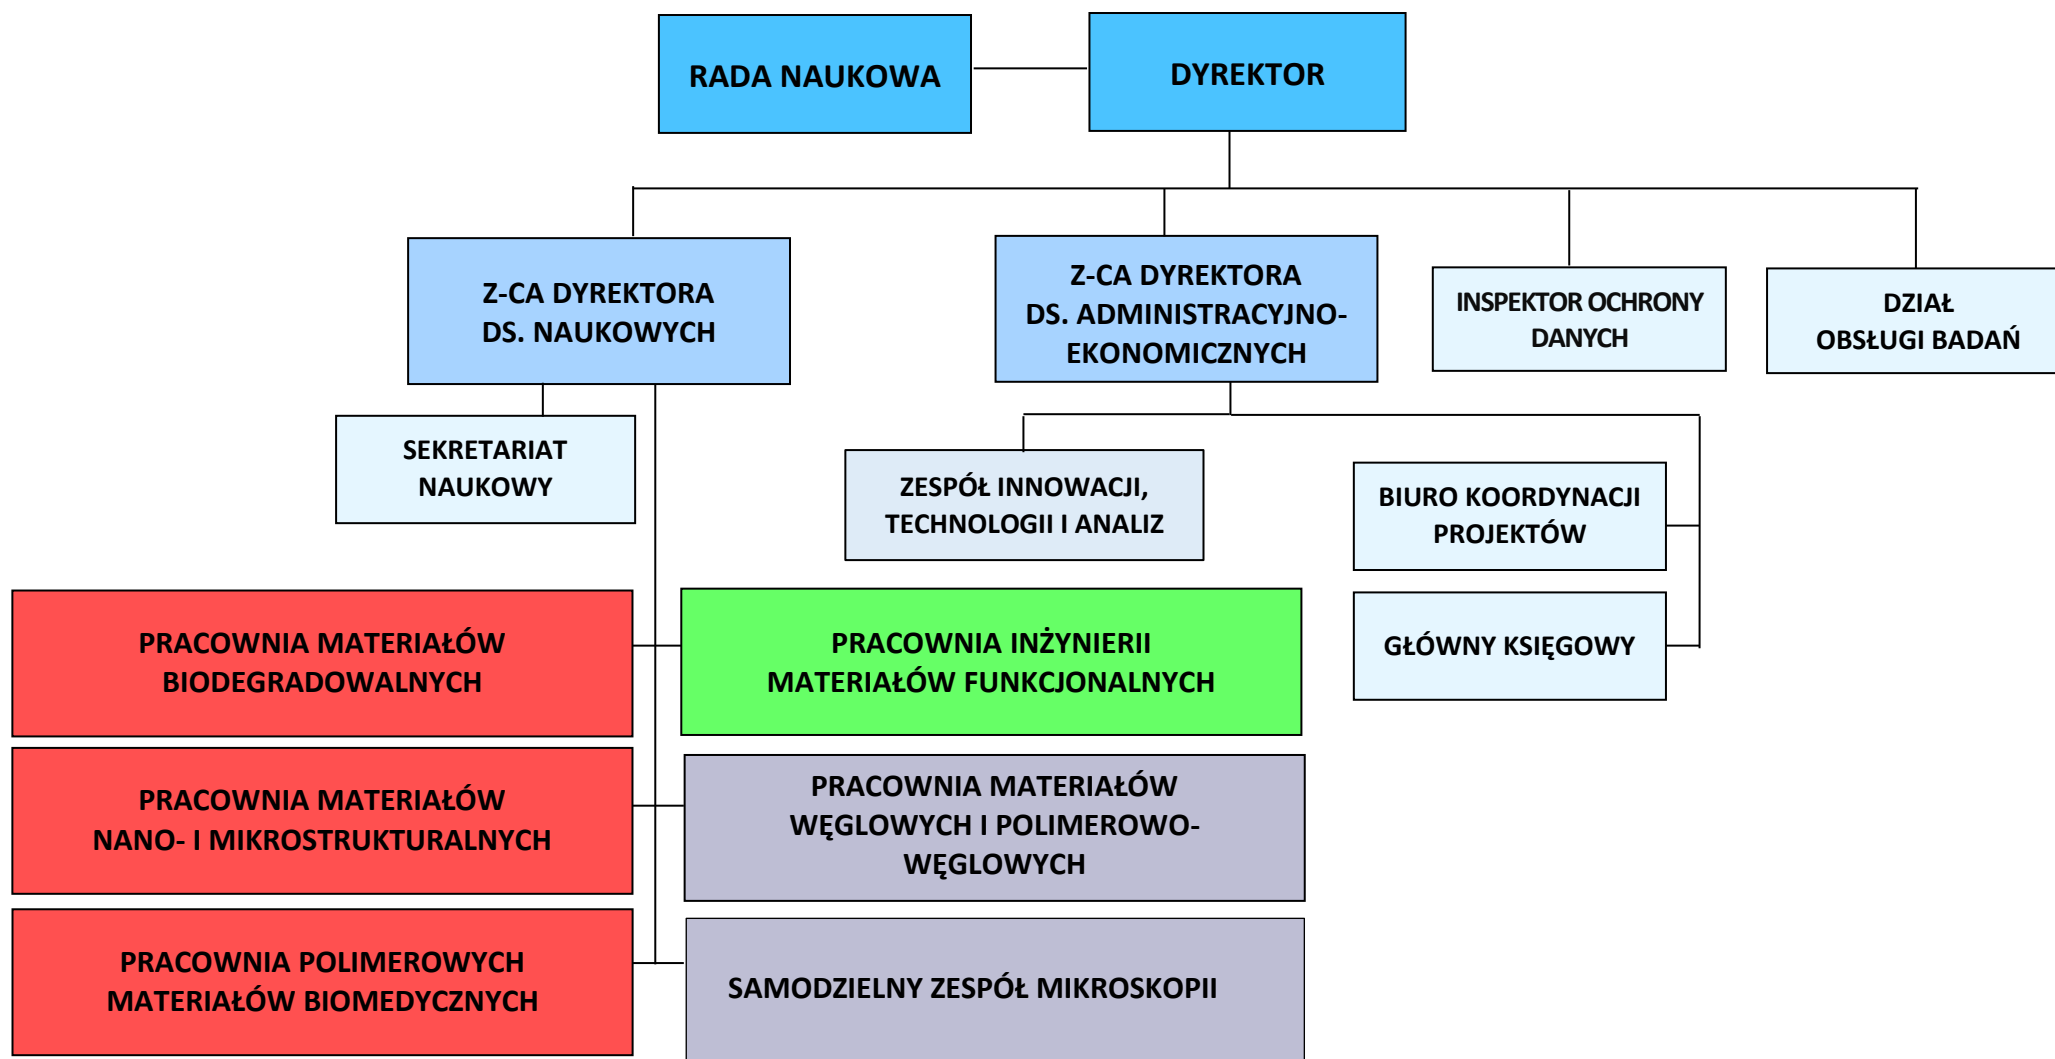 RADA NAUKOWA
DYREKTOR
Z-CA DYREKTORA
DS. NAUKOWYCH
Z-CA DYREKTORA
DS. ADMINISTRACYJNO-
EKONOMICZNYCH
INSPEKTOR OCHRONY
DANYCH
DZIAŁ
OBSŁUGI BADAŃ
SEKRETARIAT
NAUKOWY
ZESPÓŁ INNOWACJI,
TECHNOLOGII I ANALIZ
BIURO KOORDYNACJI
PROJEKTÓW
GŁÓWNY KSIĘGOWY
PRACOWNIA MATERIAŁÓW
BIODEGRADOWALNYCH
PRACOWNIA INŻYNIERII
MATERIAŁÓW FUNKCJONALNYCH
PRACOWNIA MATERIAŁÓW
NANO- I MIKROSTRUKTURALNYCH
PRACOWNIA MATERIAŁÓW
WĘGLOWYCH I POLIMEROWO-
WĘGLOWYCH
PRACOWNIA POLIMEROWYCH
MATERIAŁÓW BIOMEDYCZNYCH
SAMODZIELNY ZESPÓŁ MIKROSKOPII